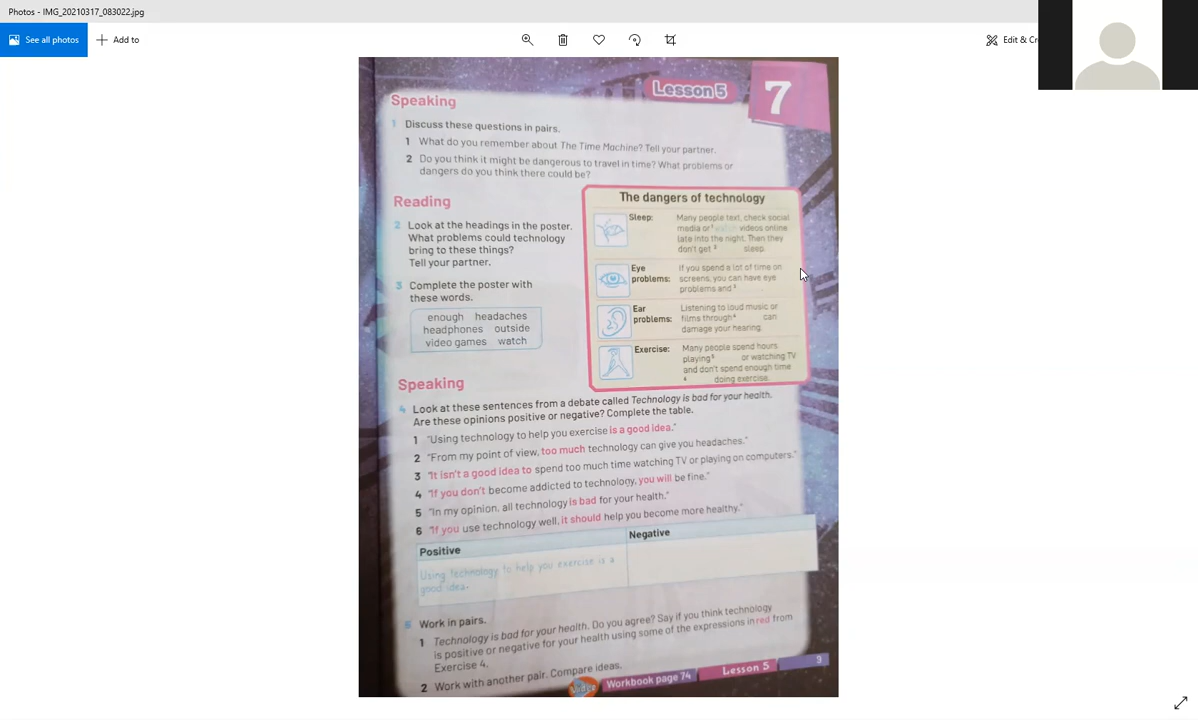 Photos - IMG_20210317_083022.jpg
See all photos
Add to
Edit & Cr
Lesson 5
7
Speaking
1 Discuss these questions in pairs.
1 What do you remember about The Time Machine? Tell your partner.
2 Do you think it might be dangerous to travel in time? What problems or
dangers do you think there could be?
Reading
2 Look at the headings in the poster.
What problems could technology
bring to these things?
Tell your partner.
3 Complete the poster with
these words.
enough headaches
headphones outside
video games watch
The dangers of technology
Sleep: Many people text, check social
media or 1 watch videos online
late into the night. Then they
don't get 2 sleep.
Eye problems: If you spend a lot of time on
screens, you can have eye
problems and 3 .
Ear problems: Listening to loud music or
films through 4 can
damage your hearing.
Exercise: Many people spend hours
playing 5 or watching TV
and don't spend enough time
6 doing exercise.
Speaking
4 Look at these sentences from a debate called Technology is bad for your health.
Are these opinions positive or negative? Complete the table.
1 "Using technology to help you exercise is a good idea."
2 "From my point of view, too much technology can give you headaches."
3 "It isn't a good idea to spend too much time watching TV or playing on computers."
4 "If you don't become addicted to technology, you will be fine."
5 "In my opinion, all technology is bad for your health."
6 "If you use technology well, it should help you become more healthy."
Positive Negative
Using technology to help you exercise is a
good idea.
5 Work in pairs.
1 Technology is bad for your health. Do you agree? Say if you think technology
is positive or negative for your health using some of the expressions in red from
Exercise 4.
2 Work with another pair. Compare ideas.
Video Workbook page 74 Lesson 5 9